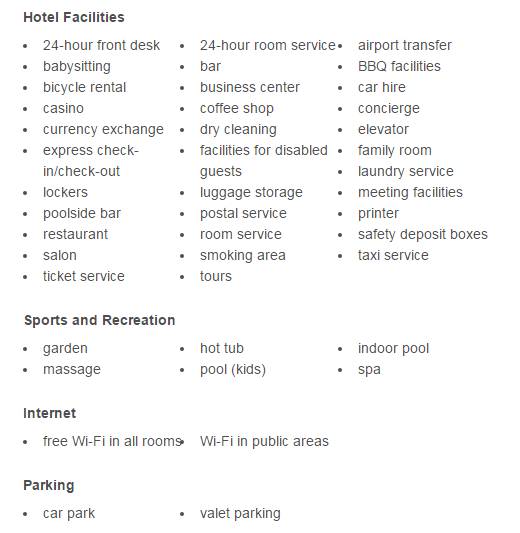 Hotel Facilities
24-hour front desk 24-hour room service airport transfer
babysitting bar BBQ facilities
bicycle rental business center car hire
casino coffee shop concierge
currency exchange dry cleaning elevator
express check- facilities for disabled family room
in/check-out guests laundry service
lockers luggage storage meeting facilities
poolside bar postal service printer
restaurant room service safety deposit boxes
salon smoking area taxi service
ticket service tours
Sports and Recreation
garden hot tub indoor pool
massage pool (kids) spa
Internet
free Wi-Fi in all rooms Wi-Fi in public areas
Parking
car park valet parking